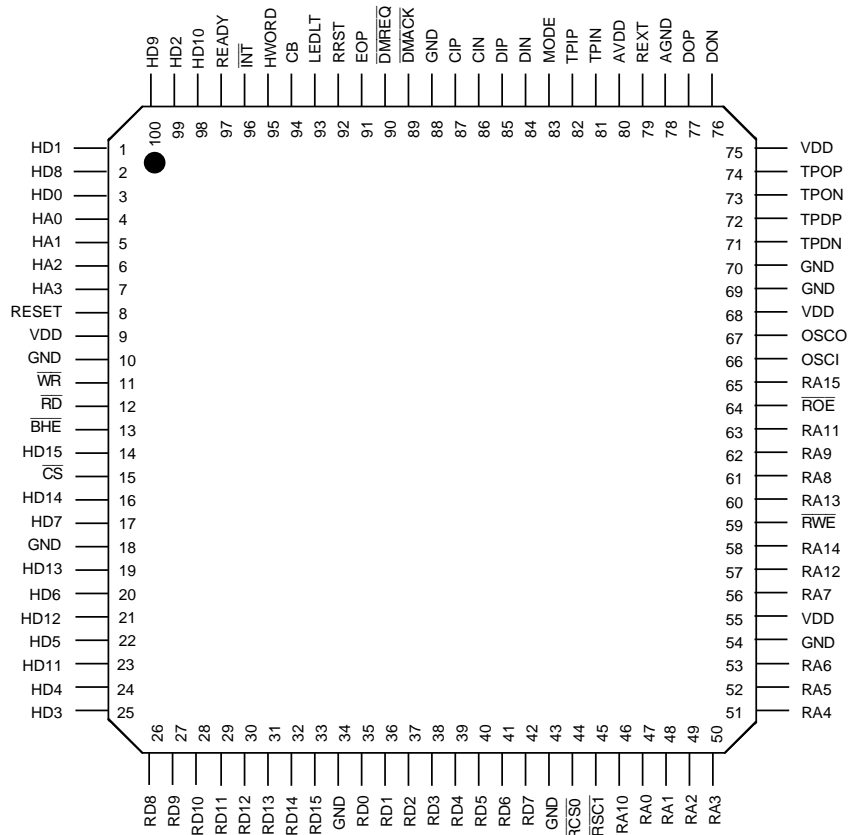 HD9 HD2 HD10 READY INT HWORD CB LEDLT RRST EOP DMREQ DMACK GND CIP CIN DIP DIN MODE TPIP TPIN AVDD REXT AGND DOP DON
100 99 98 97 96 95 94 93 92 91 90 89 88 87 86 85 84 83 82 81 80 79 78 77 76
HD1 1 75 VDD
HD8 2 74 TPOP
HD0 3 73 TPON
HA0 4 72 TPDP
HA1 5 71 TPDN
HA2 6 70 GND
HA3 7 69 GND
RESET 8 68 VDD
VDD 9 67 OSCO
GND 10 66 OSCI
WR 11 65 RA15
RD 12 64 ROE
BHE 13 63 RA11
HD15 14 62 RA9
CS 15 61 RA8
HD14 16 60 RA13
HD7 17 59 RWE
GND 18 58 RA14
HD13 19 57 RA12
HD6 20 56 RA7
HD12 21 55 VDD
HD5 22 54 GND
HD11 23 53 RA6
HD4 24 52 RA5
HD3 25 51 RA4
26 27 28 29 30 31 32 33 34 35 36 37 38 39 40 41 42 43 44 45 46 47 48 49 50
RD8 RD9 RD10 RD11 RD12 RD13 RD14 RD15 GND RD0 RD1 RD2 RD3 RD4 RD5 RD6 RD7 GND RCS0 RSC1 RA10 RA0 RA1 RA2 RA3